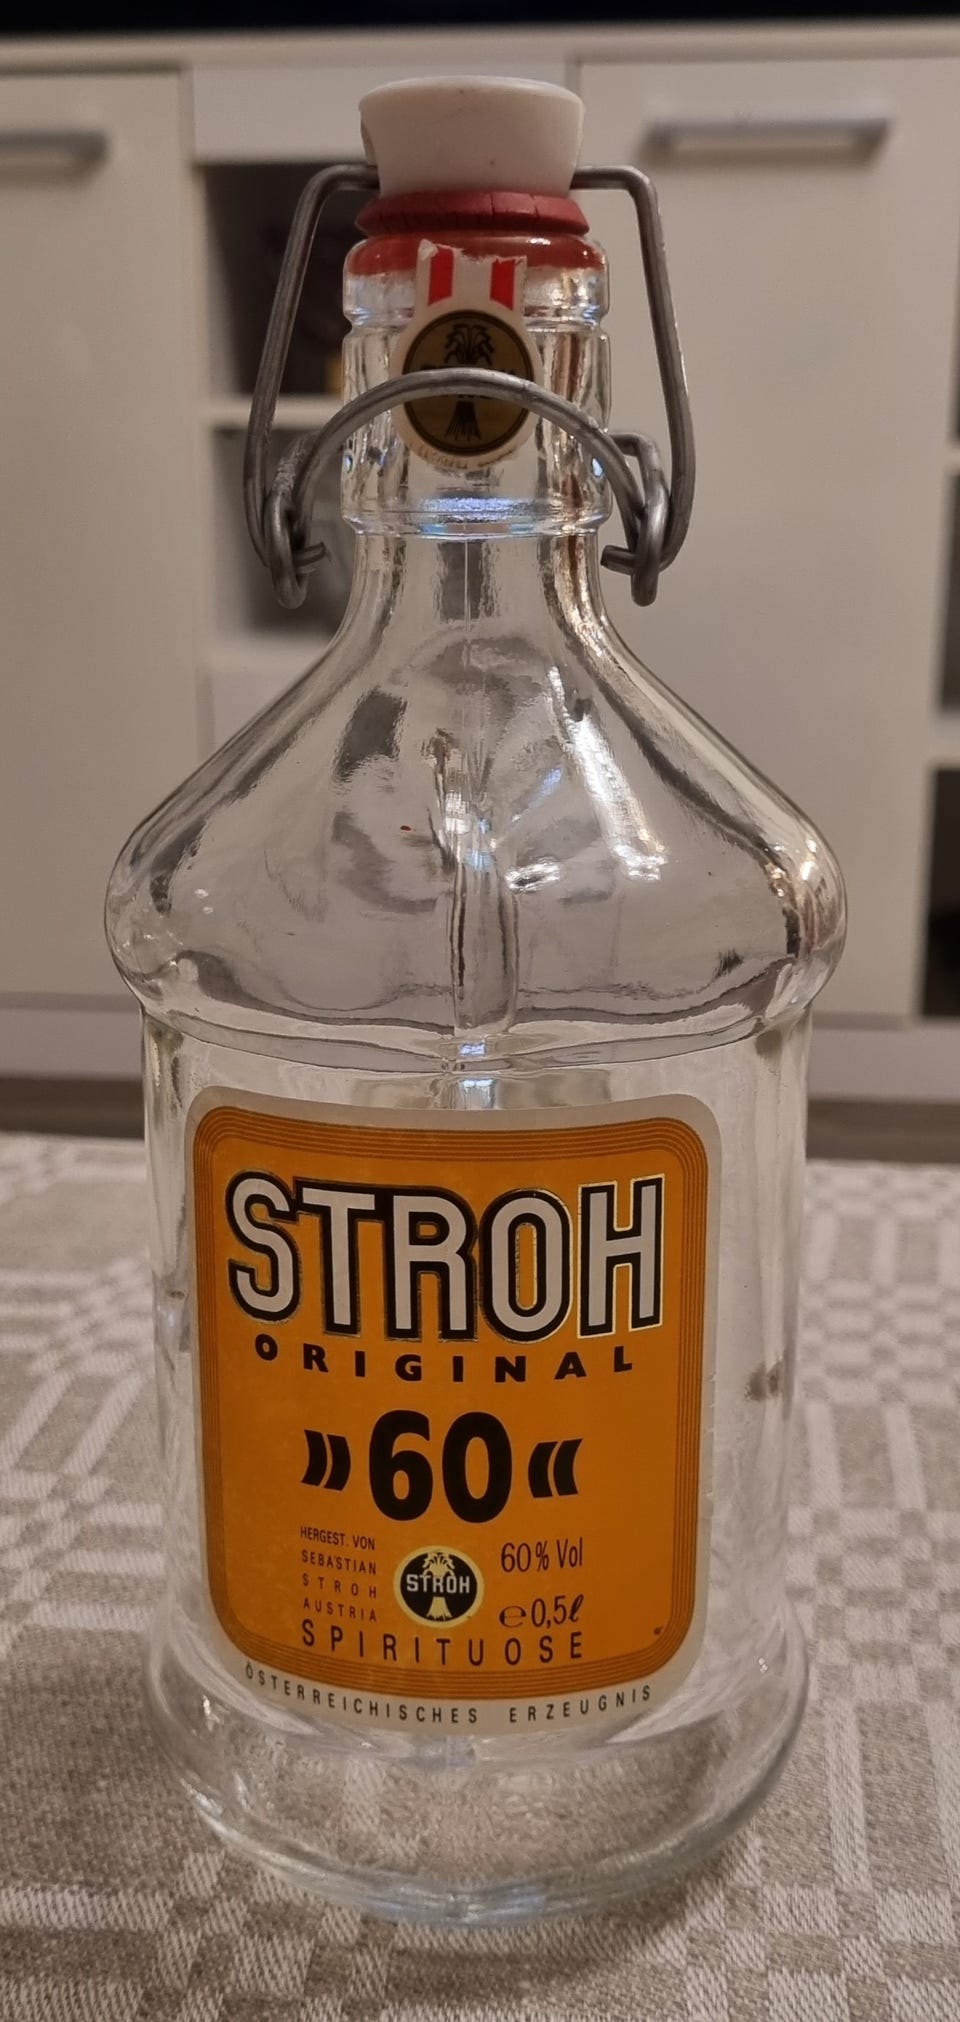 STROH
ORIGINAL
»60«
HERGEST. VON
SEBASTIAN
STROH
AUSTRIA
STROH
60% Vol
e 0,5ℓ
SPIRITUOSE
ÖSTERREICHISCHES ERZEUGNIS